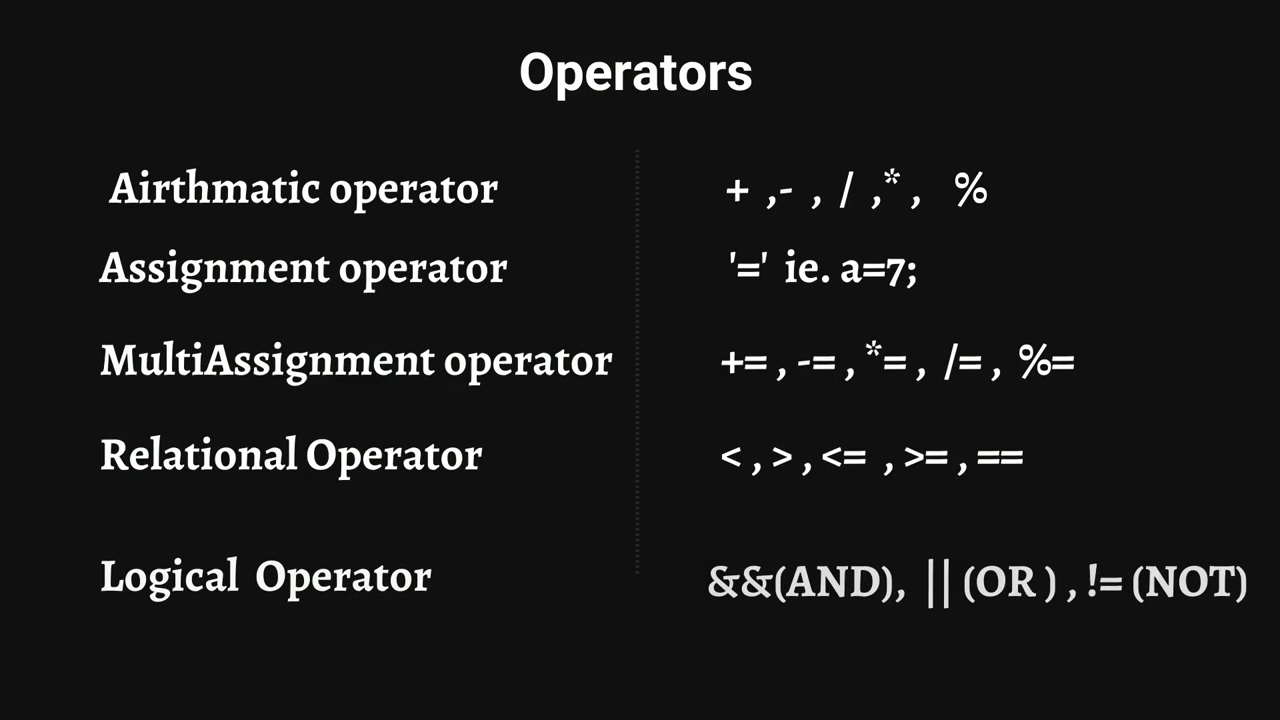 Operators
Airthmatic operator + ,- , / ,* , %
Assignment operator '=' ie. a=7;
MultiAssignment operator += , -= , *= , /= , %=
Relational Operator < , > , <= , >= , ==
Logical Operator &&(AND), || (OR ) , != (NOT)